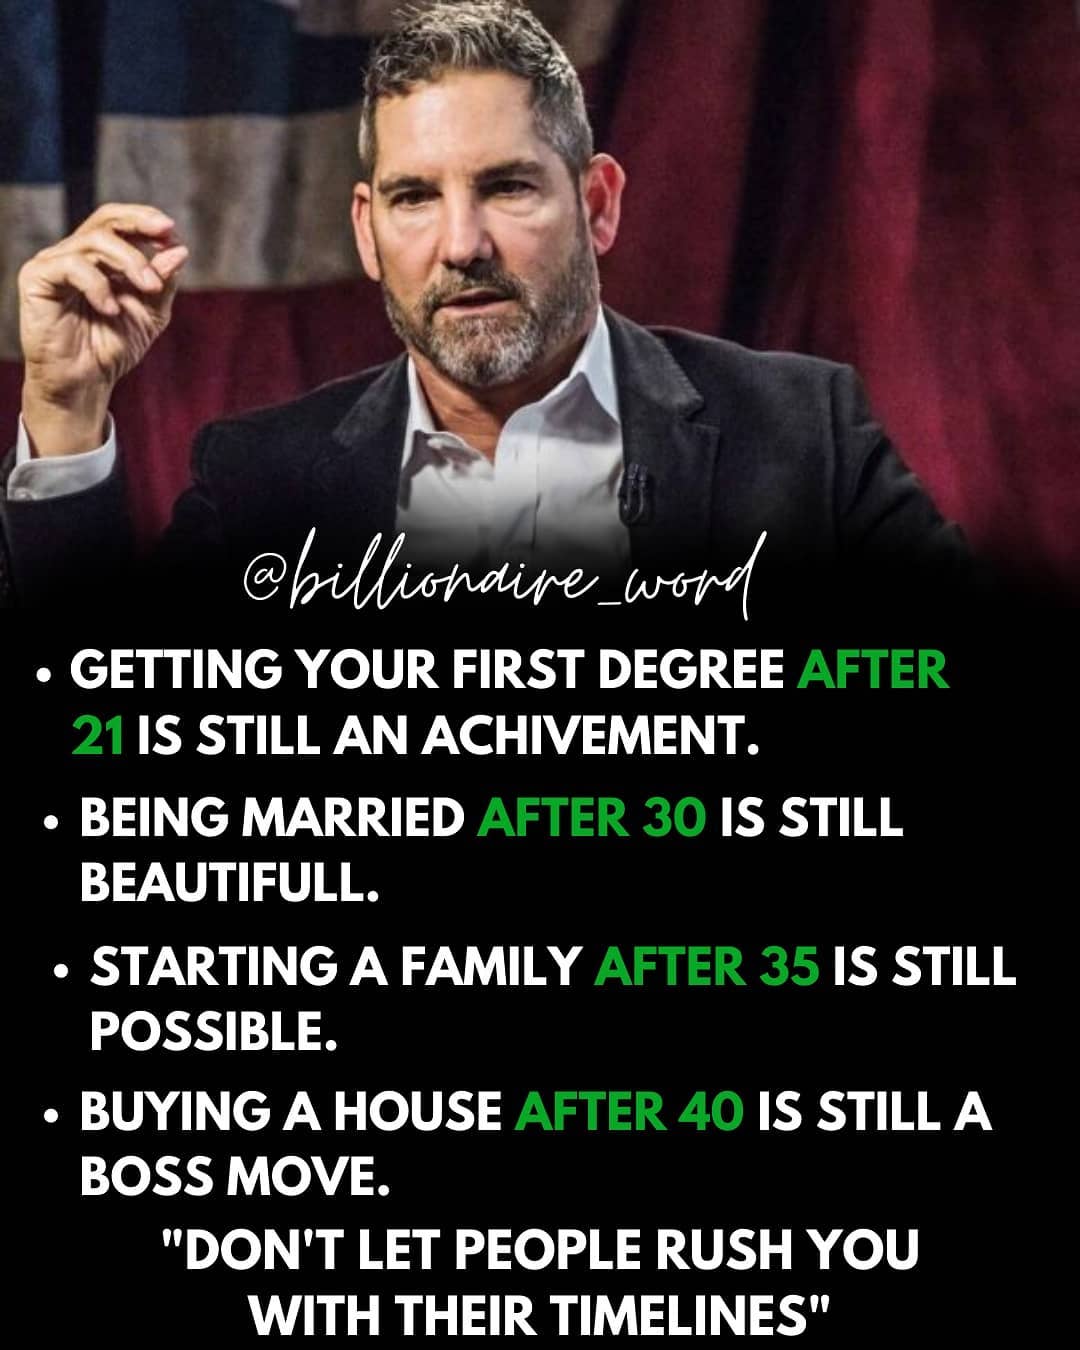 @billionaire_word
• GETTING YOUR FIRST DEGREE AFTER
21 IS STILL AN ACHIVEMENT.
• BEING MARRIED AFTER 30 IS STILL
BEAUTIFULL.
• STARTING A FAMILY AFTER 35 IS STILL
POSSIBLE.
• BUYING A HOUSE AFTER 40 IS STILL A
BOSS MOVE.
"DON'T LET PEOPLE RUSH YOU
WITH THEIR TIMELINES"